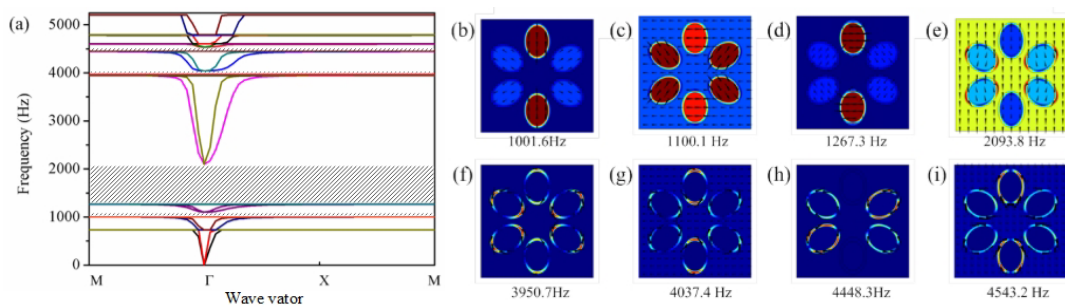 (a)
5000
4000
3000
2000
1000
0
Frequency (Hz)
M
Γ
X
M
Wave vator
(b)
(c)
(d)
(e)
1001.6Hz
1100.1 Hz
1267.3 Hz
2093.8 Hz
(f)
(g)
(h)
(i)
3950.7Hz
4037.4 Hz
4448.3Hz
4543.2 Hz